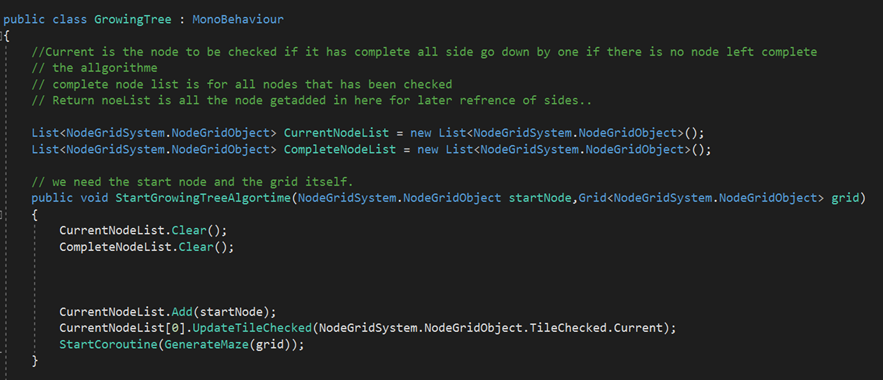 public class GrowingTree : MonoBehaviour
{
//Current is the node to be checked if it has complete all side go down by one if there is no node left complete
// the allgorithme
// complete node list is for all nodes that has been checked
// Return noeList is all the node getadded in here for later refrence of sides..
List<NodeGridSystem.NodeGridObject> CurrentNodeList = new List<NodeGridSystem.NodeGridObject>();
List<NodeGridSystem.NodeGridObject> CompleteNodeList = new List<NodeGridSystem.NodeGridObject>();
// we need the start node and the grid itself.
public void StartGrowingTreeAlgortime(NodeGridSystem.NodeGridObject startNode,Grid<NodeGridSystem.NodeGridObject> grid)
{
CurrentNodeList.Clear();
CompleteNodeList.Clear();
CurrentNodeList.Add(startNode);
CurrentNodeList[0].UpdateTileChecked(NodeGridSystem.NodeGridObject.TileChecked.Current);
StartCoroutine(GenerateMaze(grid));
}